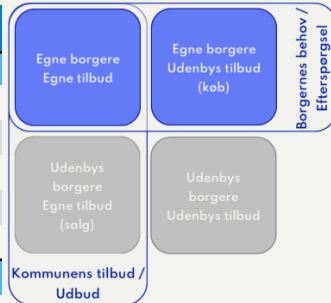 Egne borgere
Egne tilbud
Egne borgere
Udenbys tilbud
(køb)
Borgernes behov /
Efterspørgsel
Udenbys
borgere
Egne tilbud
(salg)
Udenbys
borgere
Udenbys tilbud
Kommunens tilbud /
Udbud